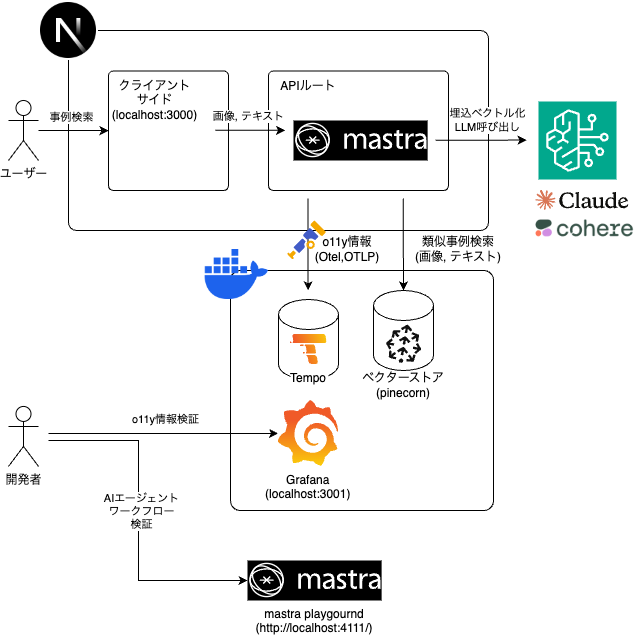 N
クライアント
サイド
(localhost:3000)
APIルート
事例検索
画像, テキスト
mastra
埋込ベクトル化
LLM呼び出し
ユーザー
Claude
cohere
o11y情報
(Otel,OTLP)
類似事例検索
(画像, テキスト)
Tempo
ベクターストア
(pinecorn)
o11y情報検証
開発者
Grafana
(localhost:3001)
AIエージェント
ワークフロー
検証
mastra
mastra playgournd
(http://localhost:4111/)